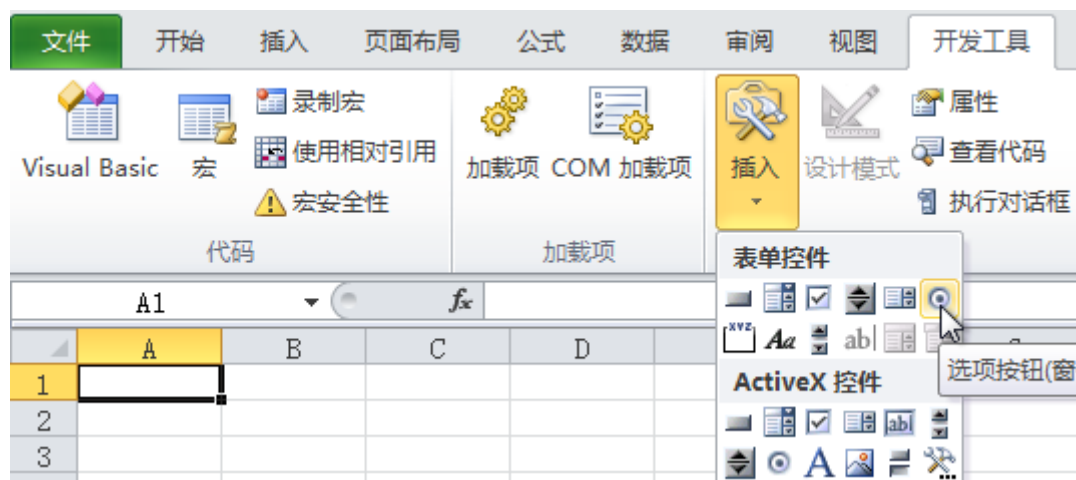 文件 开始 插入 页面布局 公式 数据 审阅 视图 开发工具
录制宏 属性
Visual Basic 宏 使用相对引用 加载项 COM 加载项 插入 设计模式 查看代码
宏安全性 执行对话框
代码 加载项
表单控件
A1 fx
XYZ Aa ab
A B C D
选项按钮(窗
1
ActiveX 控件
2 ab
3 A